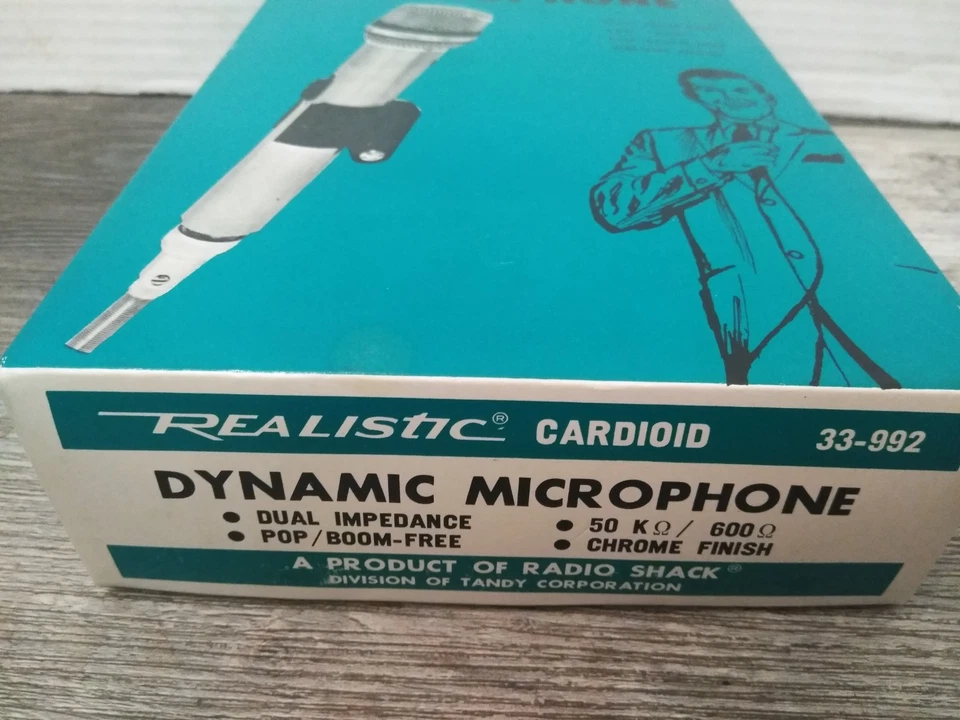 REALISTIC® CARDIOID 33-992
DYNAMIC MICROPHONE
• DUAL IMPEDANCE • 50 KΩ / 600Ω
• POP/BOOM-FREE • CHROME FINISH
A PRODUCT OF RADIO SHACK®
DIVISION OF TANDY CORPORATION